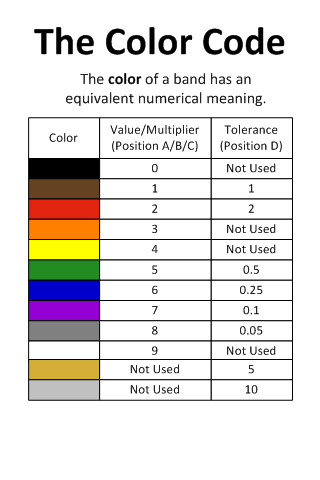 The Color Code
The color of a band has an
equivalent numerical meaning.
Color Value/Multiplier (Position A/B/C) Tolerance (Position D)
0 Not Used
1 1
2 2
3 Not Used
4 Not Used
5 0.5
6 0.25
7 0.1
8 0.05
9 Not Used
Not Used 5
Not Used 10